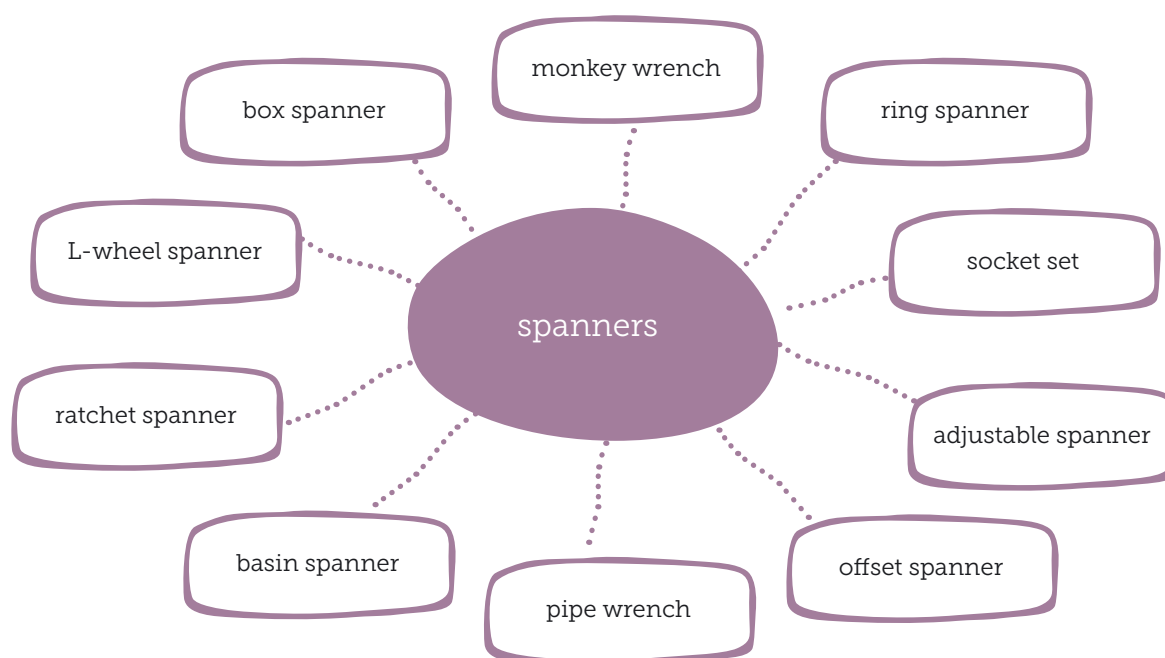 monkey wrench
box spanner
ring spanner
L-wheel spanner
socket set
spanners
ratchet spanner
adjustable spanner
basin spanner
offset spanner
pipe wrench